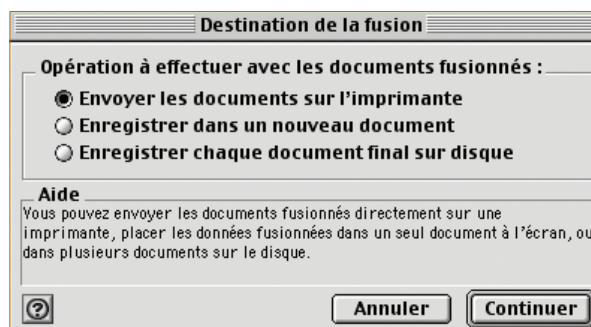 Destination de la fusion
Opération à effectuer avec les documents fusionnés :
Envoyer les documents sur l'imprimante
Enregistrer dans un nouveau document
Enregistrer chaque document final sur disque
Aide
Vous pouvez envoyer les documents fusionnés directement sur une
imprimante, placer les données fusionnées dans un seul document à l'écran, ou
dans plusieurs documents sur le disque.
?
Annuler
Continuer